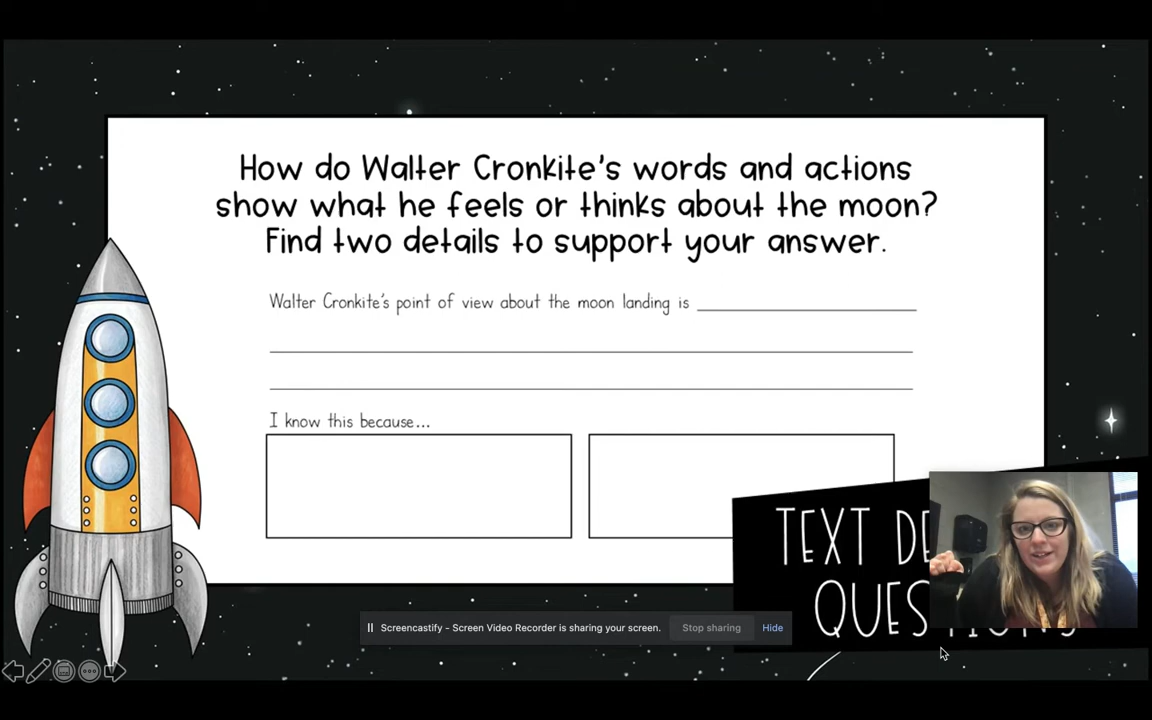 How do Walter Cronkite's words and actions
show what he feels or thinks about the moon?
Find two details to support your answer.
Walter Cronkite's point of view about the moon landing is
I know this because...
TEXT
Screencastify - Screen Video Recorder is sharing your screen.
Stop sharing
Hide